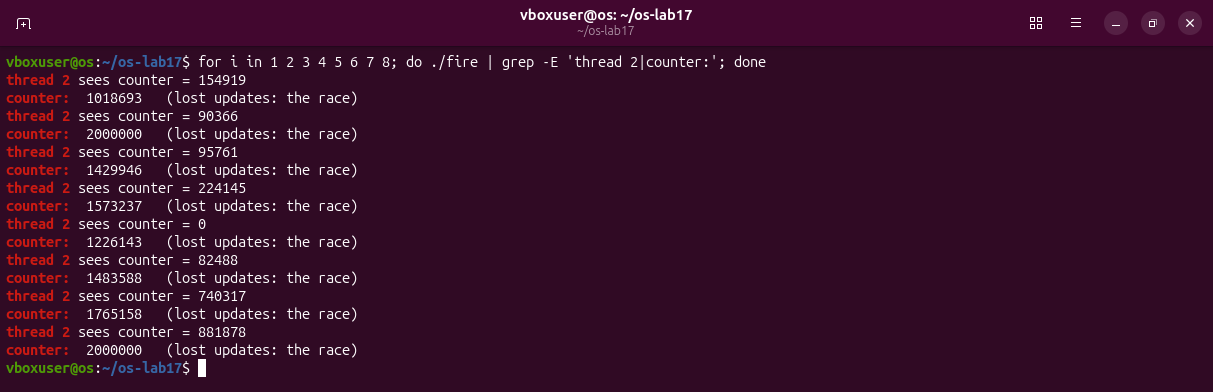 vboxuser@os: ~/os-lab17
~/os-lab17
vboxuser@os:~/os-lab17$ for i in 1 2 3 4 5 6 7 8; do ./fire | grep -E 'thread 2|counter:'; done
thread 2 sees counter = 154919
counter:  1018693   (lost updates: the race)
thread 2 sees counter = 90366
counter:  2000000   (lost updates: the race)
thread 2 sees counter = 95761
counter:  1429946   (lost updates: the race)
thread 2 sees counter = 224145
counter:  1573237   (lost updates: the race)
thread 2 sees counter = 0
counter:  1226143   (lost updates: the race)
thread 2 sees counter = 82488
counter:  1483588   (lost updates: the race)
thread 2 sees counter = 740317
counter:  1765158   (lost updates: the race)
thread 2 sees counter = 881878
counter:  2000000   (lost updates: the race)
vboxuser@os:~/os-lab17$